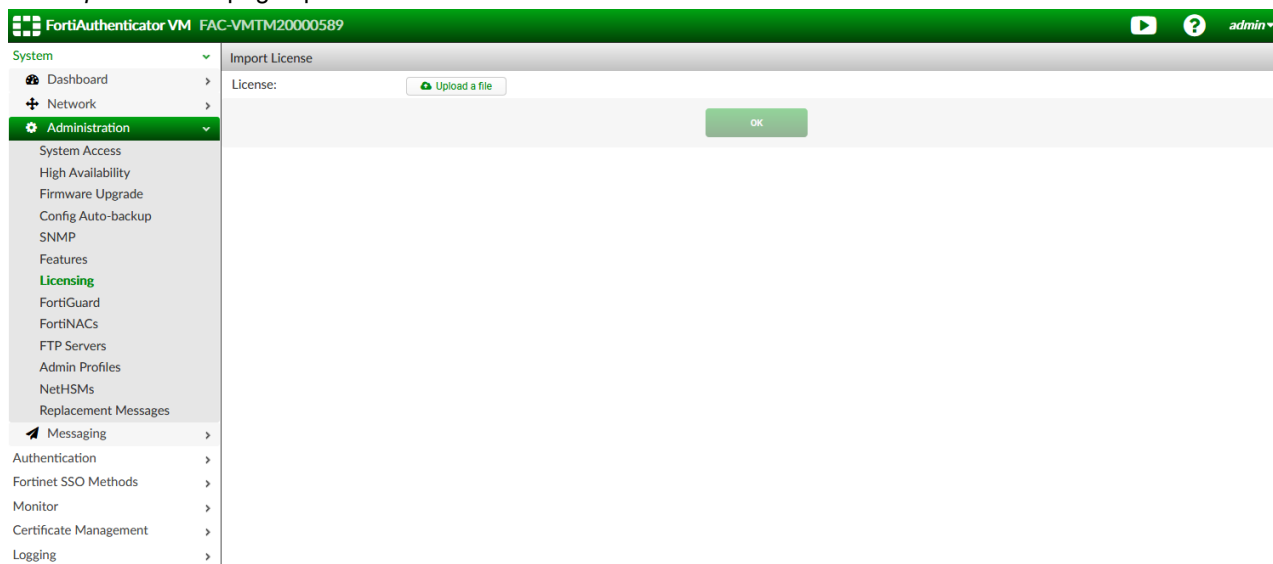 FortiAuthenticator VM FAC-VMTM20000589
admin
System
Import License
Dashboard
License:
Upload a file
Network
OK
Administration
System Access
High Availability
Firmware Upgrade
Config Auto-backup
SNMP
Features
Licensing
FortiGuard
FortiNACs
FTP Servers
Admin Profiles
NetHSMs
Replacement Messages
Messaging
Authentication
Fortinet SSO Methods
Monitor
Certificate Management
Logging